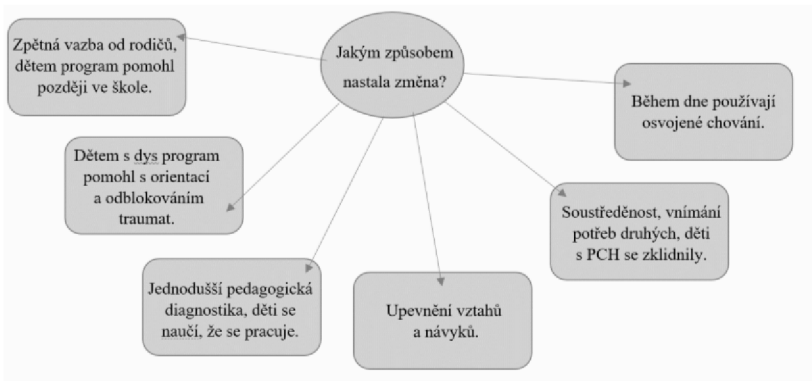 Jakým způsobem
nastala změna?
Zpětná vazba od rodičů,
dětem program pomohl
později ve škole.
Dětem s dys program
pomohl s orientací
a odblokováním
traumat.
Jednodušší pedagogická
diagnostika, děti se
naučí, že se pracuje.
Upevnění vztahů
a návyků.
Soustředěnost, vnímání
potřeb druhých, děti
s PCH se zklidnily.
Během dne používají
osvojené chování.